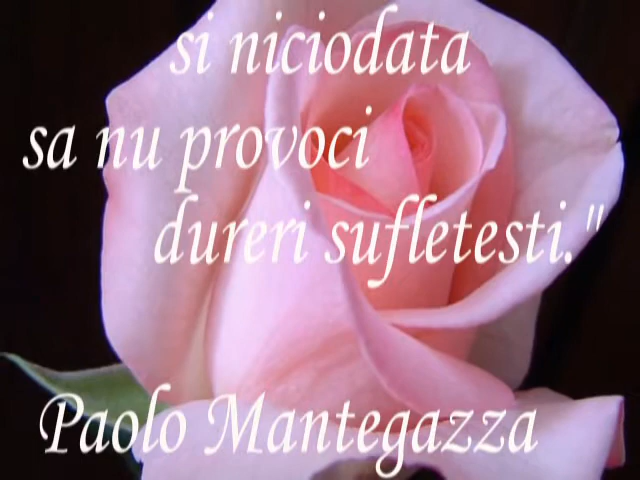 si niciodata
sa nu provoci
dureri sufletesti."
Paolo Mantegazza